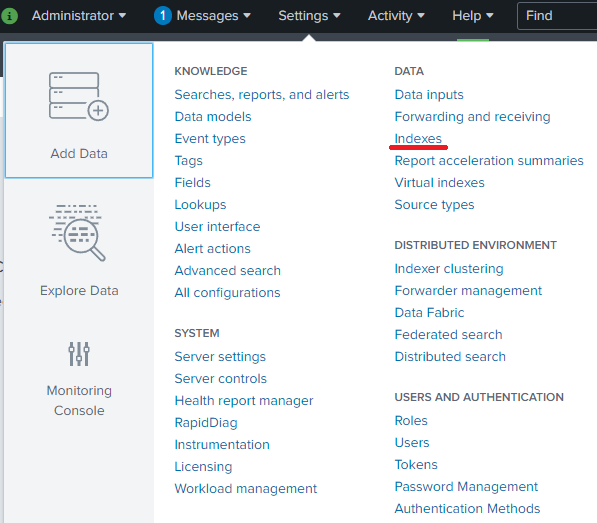 Administrator
1 Messages
Settings
Activity
Help
Find
Add Data
Explore Data
Monitoring
Console
KNOWLEDGE
Searches, reports, and alerts
Data models
Event types
Tags
Fields
Lookups
User interface
Alert actions
Advanced search
All configurations
SYSTEM
Server settings
Server controls
Health report manager
RapidDiag
Instrumentation
Licensing
Workload management
DATA
Data inputs
Forwarding and receiving
Indexes
Report acceleration summaries
Virtual indexes
Source types
DISTRIBUTED ENVIRONMENT
Indexer clustering
Forwarder management
Data Fabric
Federated search
Distributed search
USERS AND AUTHENTICATION
Roles
Users
Tokens
Password Management
Authentication Methods